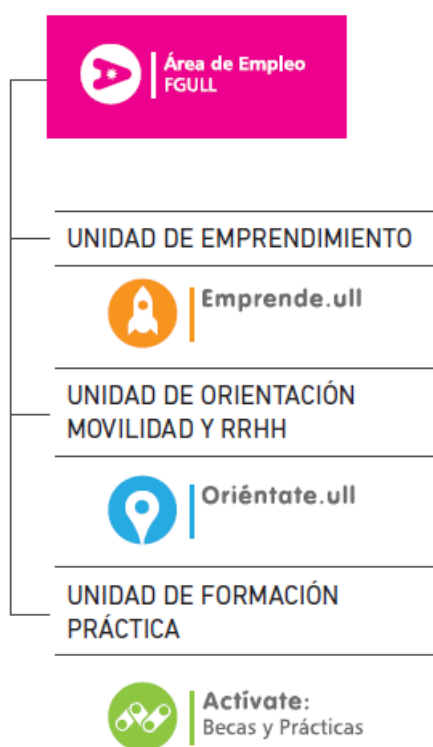 Área de Empleo
FGULL
UNIDAD DE EMPRENDIMIENTO
Emprende.ull
UNIDAD DE ORIENTACIÓN
MOVILIDAD Y RRHH
Oriéntate.ull
UNIDAD DE FORMACIÓN
PRÁCTICA
Actívate:
Becas y Prácticas